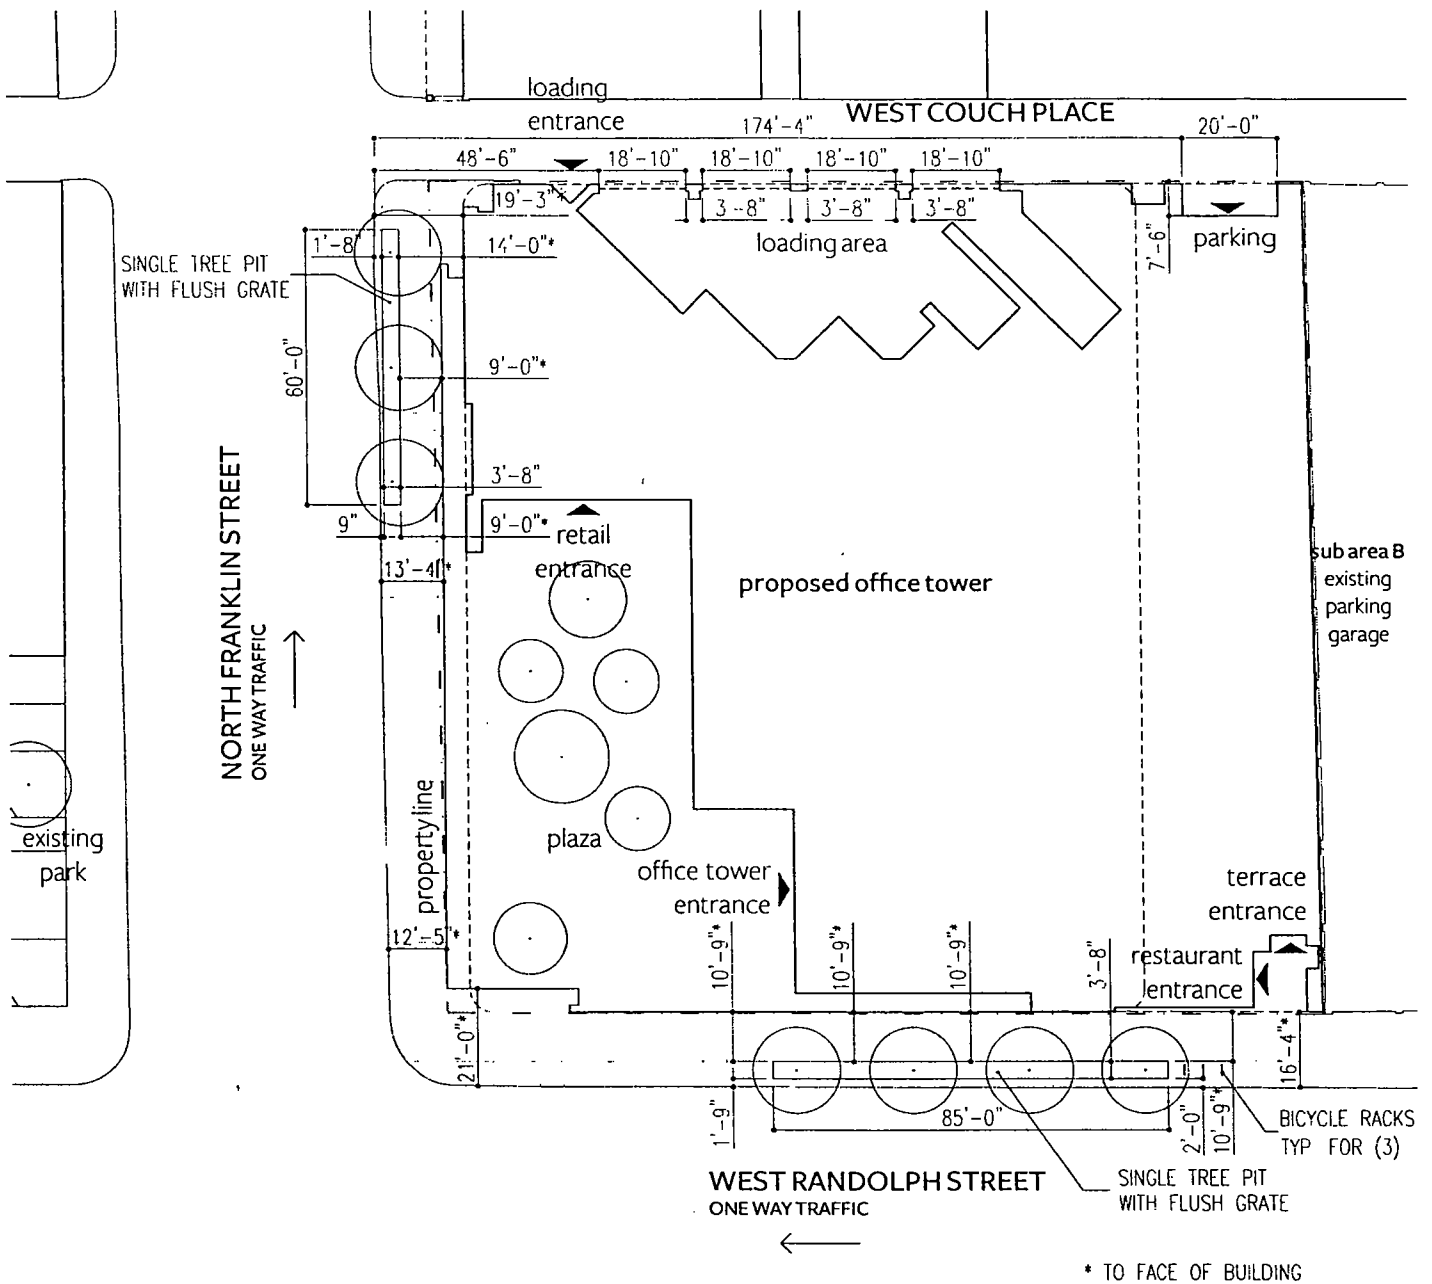 loading
entrance
WEST COUCH PLACE
174'-4"
20'-0"
48'-6"
18'-10"
18'-10"
18'-10"
18'-10"
19'-3"*
3'-8"
3'-8"
3'-8"
1'-8"
14'-0"*
loading area
7'-6"
parking
SINGLE TREE PIT
WITH FLUSH GRATE
60'-0"
9'-0"*
3'-8"
9"
9'-0"*
retail
entrance
13'-4"*
proposed office tower
sub area B
existing
parking
garage
NORTH FRANKLIN STREET
ONE WAY TRAFFIC
property line
existing
park
plaza
office tower
entrance
terrace
entrance
restaurant
entrance
12'-5"*
10'-9"*
10'-9"*
10'-9"*
3'-8"
21'-0"*
16'-4"*
1'-9"
85'-0"
2'-0"
10'-9"*
BICYCLE RACKS
TYP FOR (3)
WEST RANDOLPH STREET
ONE WAY TRAFFIC
SINGLE TREE PIT
WITH FLUSH GRATE
* TO FACE OF BUILDING